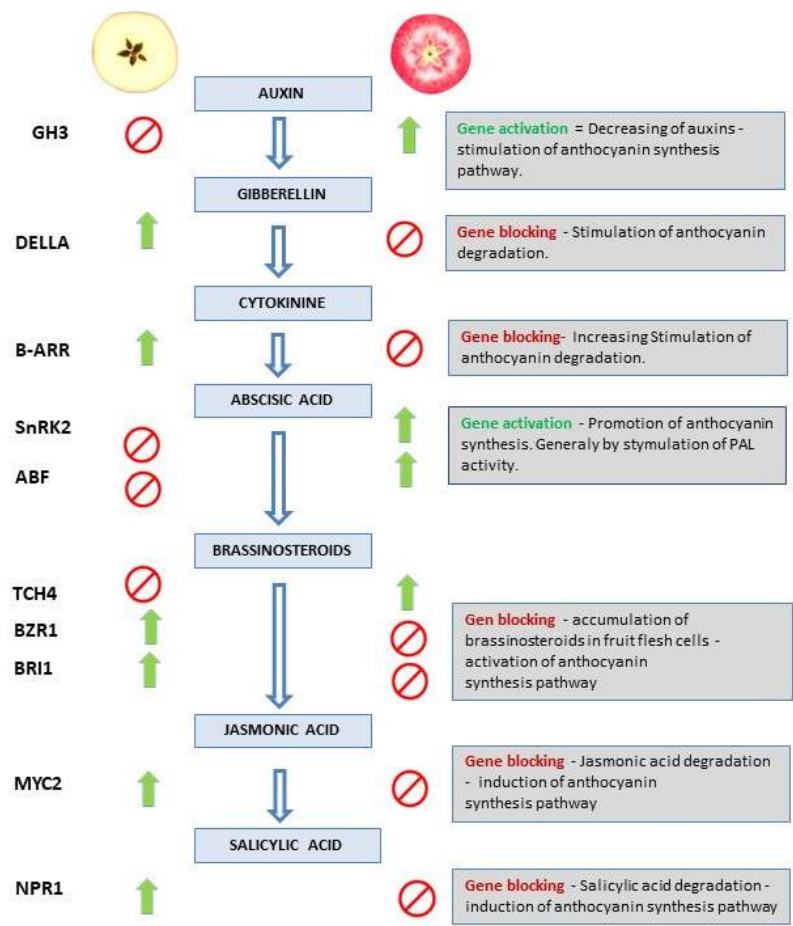 AUXIN
GH3
Gene activation = Decreasing of auxins -
stimulation of anthocyanin synthesis
pathway.
GIBBERELLIN
DELLA
Gene blocking - Stimulation of anthocyanin
degradation.
CYTOKININE
B-ARR
Gene blocking- Increasing Stimulation of
anthocyanin degradation.
ABSCISIC ACID
SnRK2
ABF
Gene activation - Promotion of anthocyanin
synthesis. Generaly by stymulation of PAL
activity.
BRASSINOSTEROIDS
TCH4
BZR1
BRI1
Gen blocking - accumulation of
brassinosteroids in fruit flesh cells -
activation of anthocyanin
synthesis pathway
JASMONIC ACID
MYC2
Gene blocking - Jasmonic acid degradation
- induction of anthocyanin
synthesis pathway
SALICYLIC ACID
NPR1
Gene blocking - Salicylic acid degradation -
induction of anthocyanin synthesis pathway